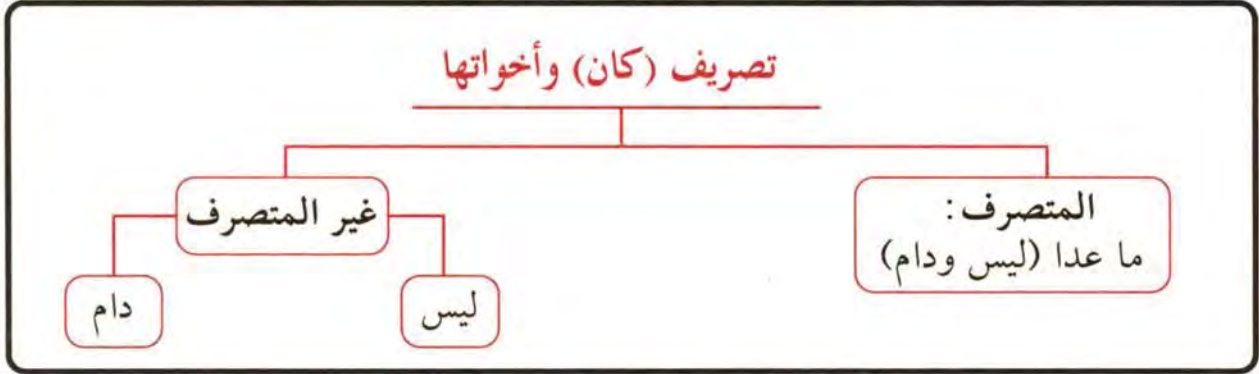 تصريف (كان) وأخواتها
المتصرف:
ما عدا (ليس ودام)
غير المتصرف
ليس
دام